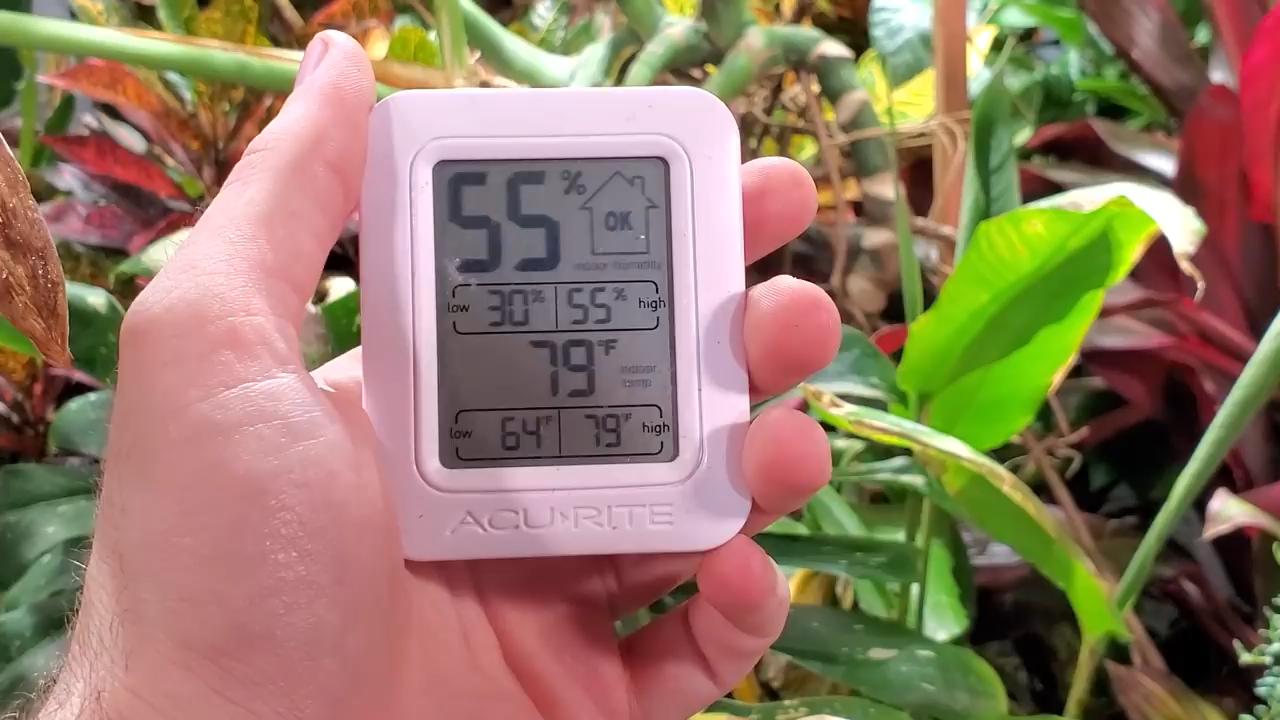 55 %
OK
indoor humidity
low 30% 55% high
79°F
indoor
temp
low 64°F 79°F high
ACU▸RITE